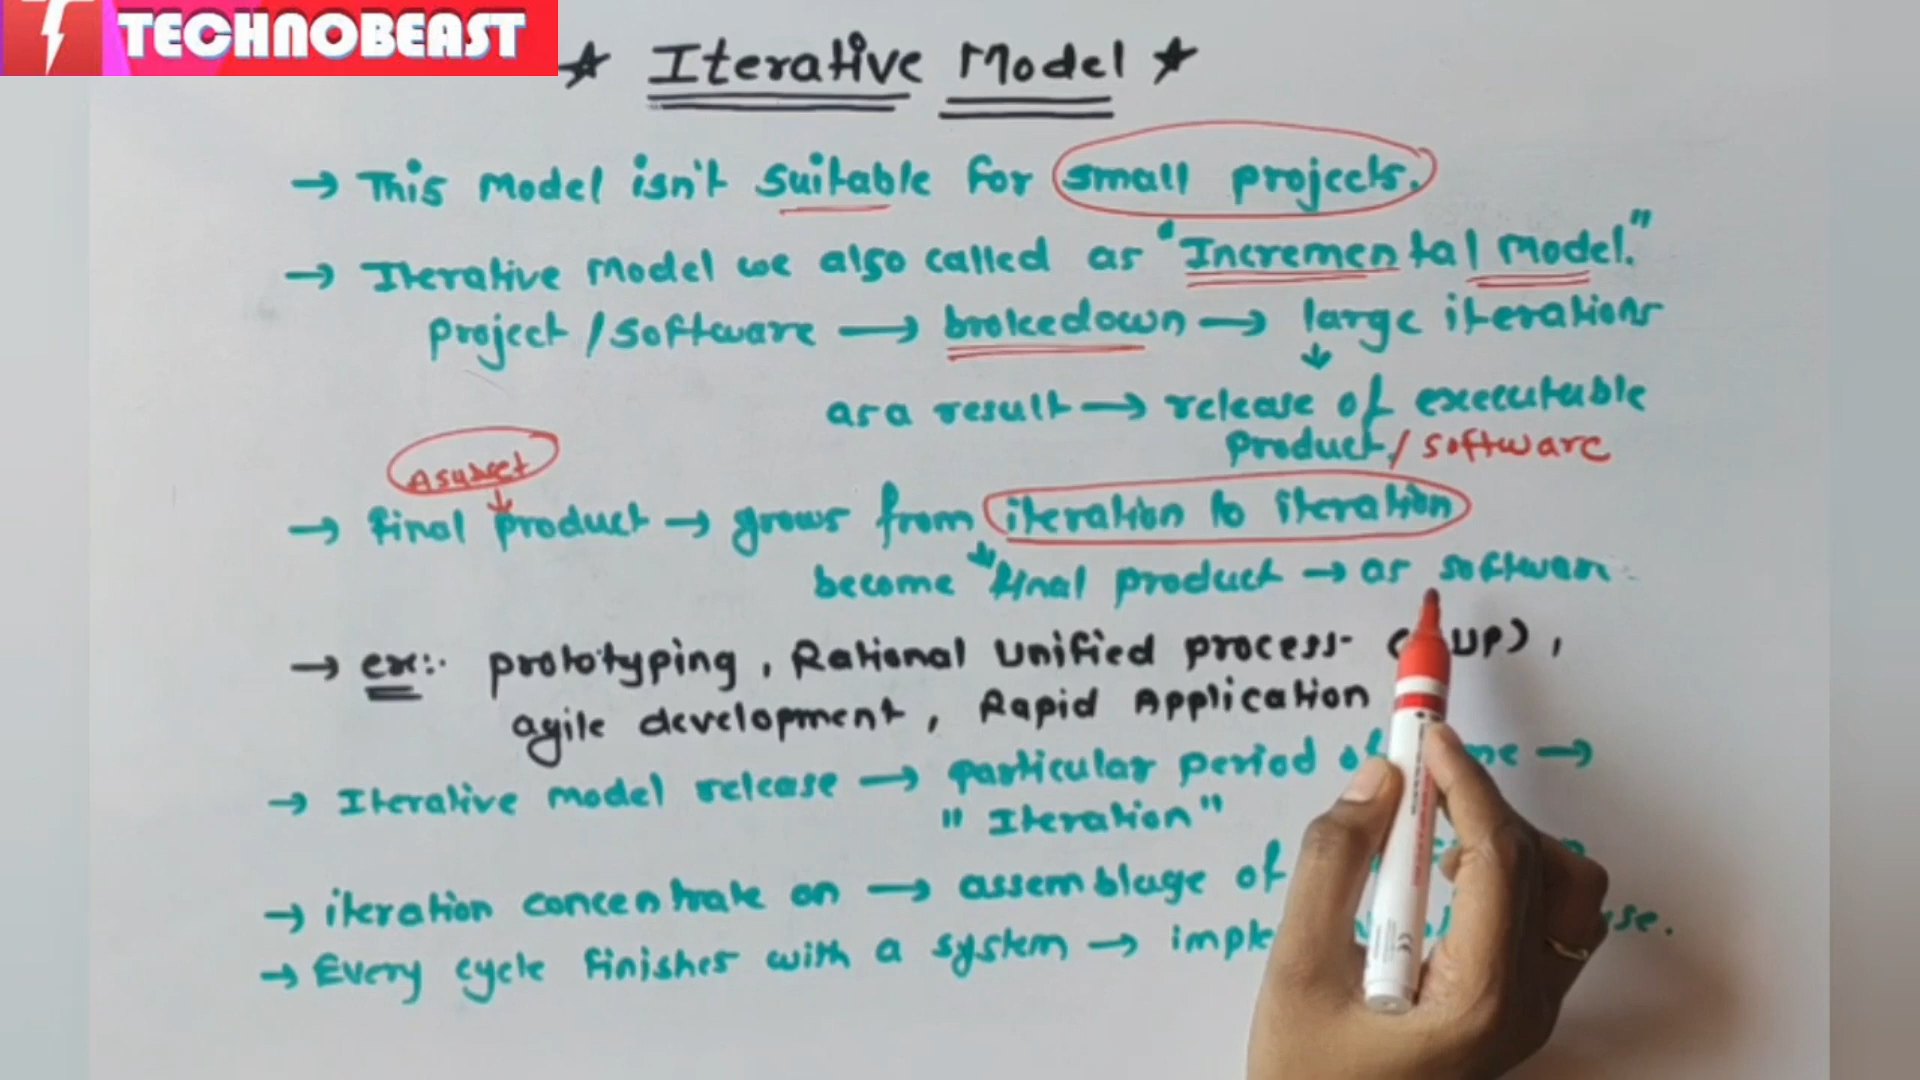 TECHNOBEAST
★ Iterative Model ★
→ This Model isn't suitable for small projects.
→ Iterative Model we also called as "Incremental Model."
project / software → brokedown → large iterations
↓
as a result → release of executable
product / software
A subset
↓
→ final product → grows from iteration to iteration
↓
become final product → as software
→ ex:- prototyping, Rational Unified process- UP),
agile development, Rapid Application
→ Iterative model release → particular period of →
"Iteration"
→ iteration concentrate on → assemblage of
→ Every cycle finishes with a system →